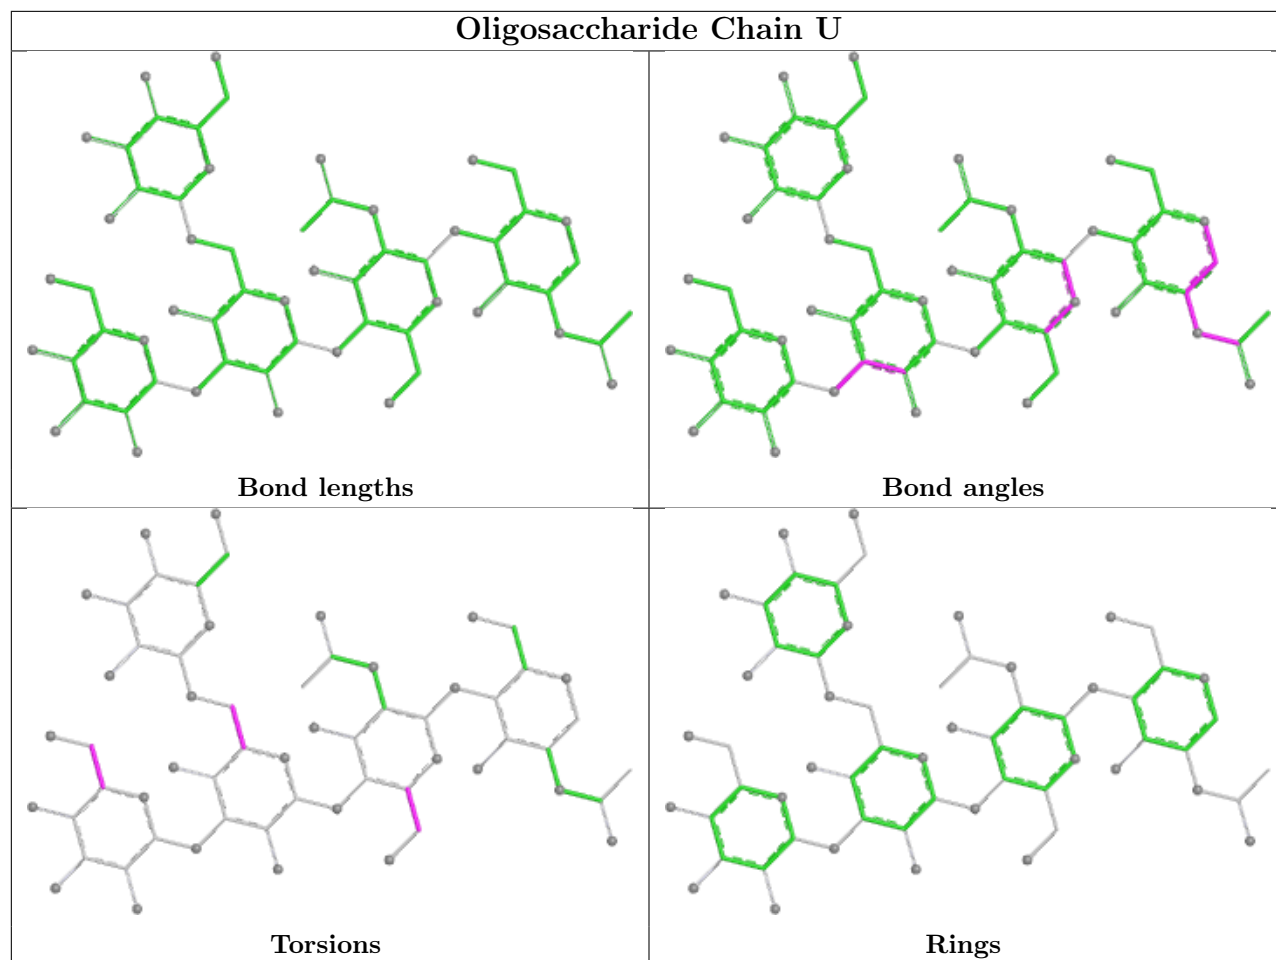 Oligosaccharide Chain U
Bond lengths
Bond angles
Torsions
Rings